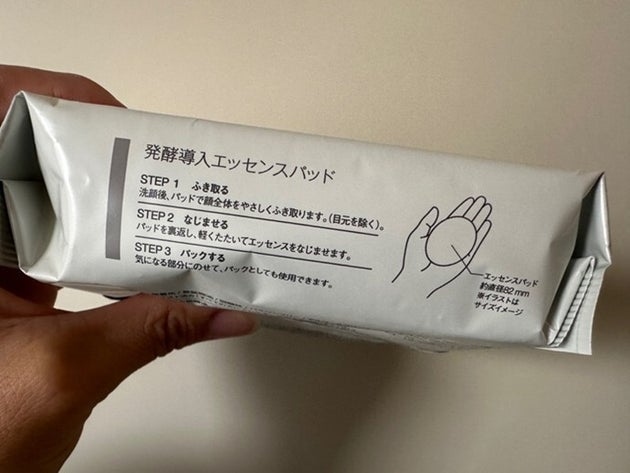 発酵導入エッセンスパッド
STEP 1 ふき取る
洗顔後、パッドで顔全体をやさしくふき取ります。(目元を除く)。
STEP 2 なじませる
パッドを裏返し、軽くたたいてエッセンスをなじませます。
STEP 3 パックする
気になる部分にのせて、パックとしても使用できます。
エッセンスパッド
約直径82mm
※イラストは
サイズイメージ